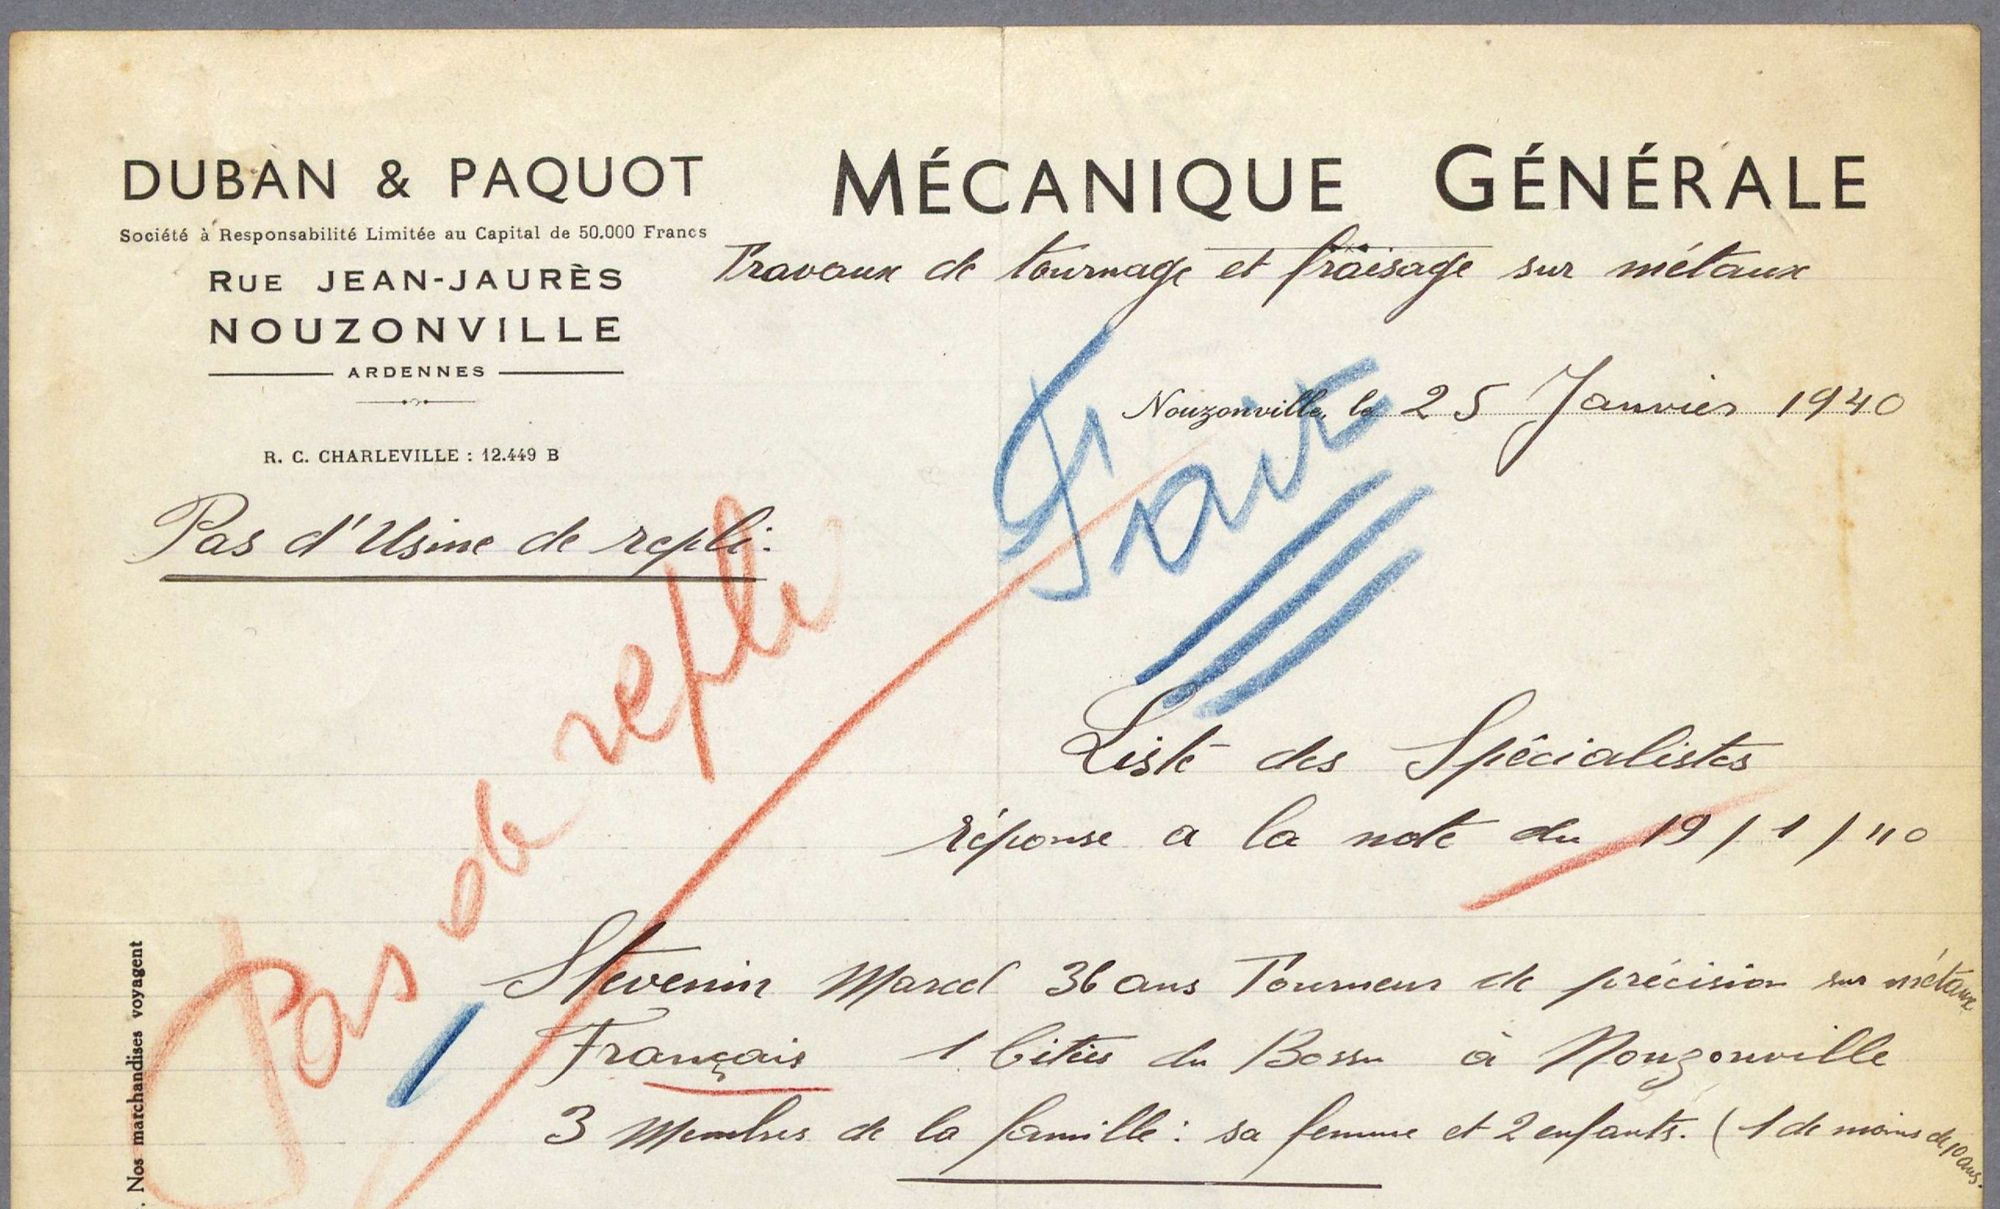 DUBAN & PAQUOT
Société à Responsabilité Limitée au Capital de 50.000 Francs
RUE JEAN-JAURÈS
NOUZONVILLE
ARDENNES
R. C. CHARLEVILLE : 12.449 B
MÉCANIQUE GÉNÉRALE
Travaux de tournage et fraisage sur métaux
Nouzonville, le 25 Janvier 1940
Pas d'Usine de repli.
Pas de repli
Liste des Spécialistes
réponse a la note du 19/1/40
Stevenin Marcel 36 ans Tourneur de précision sur métaux
Français 1 Cités du Bossu à Nouzonville
3 Membres de la famille : sa femme et 2 enfants. (1 de moins de 10 ans.
Nos marchandises voyagent